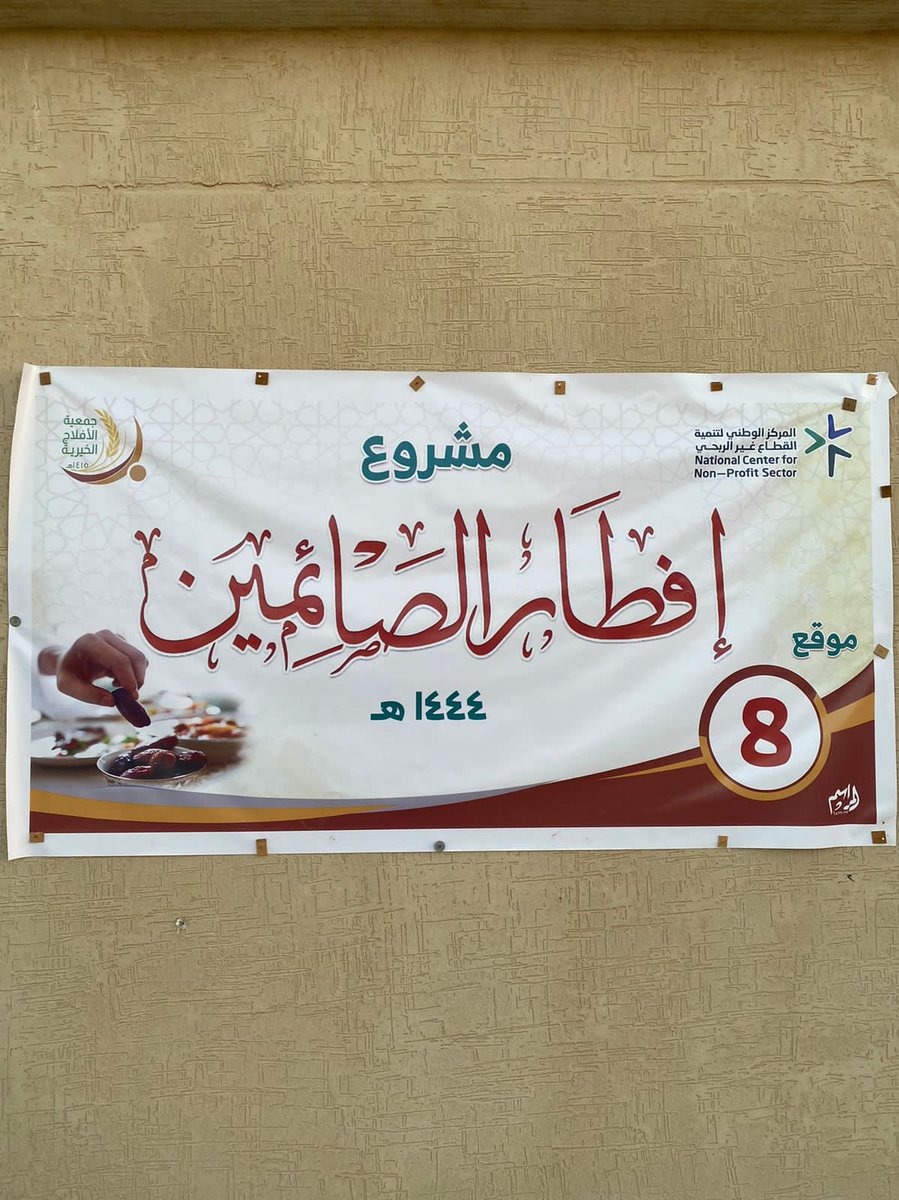 المركز الوطني لتنمية
القطاع غير الربحي
National Center for
Non–Profit Sector
جمعية
الأفلاج
الخيرية
١٤١٥هـ
مشروع
إفطار الصائمين
١٤٤٤ هـ
موقع
8